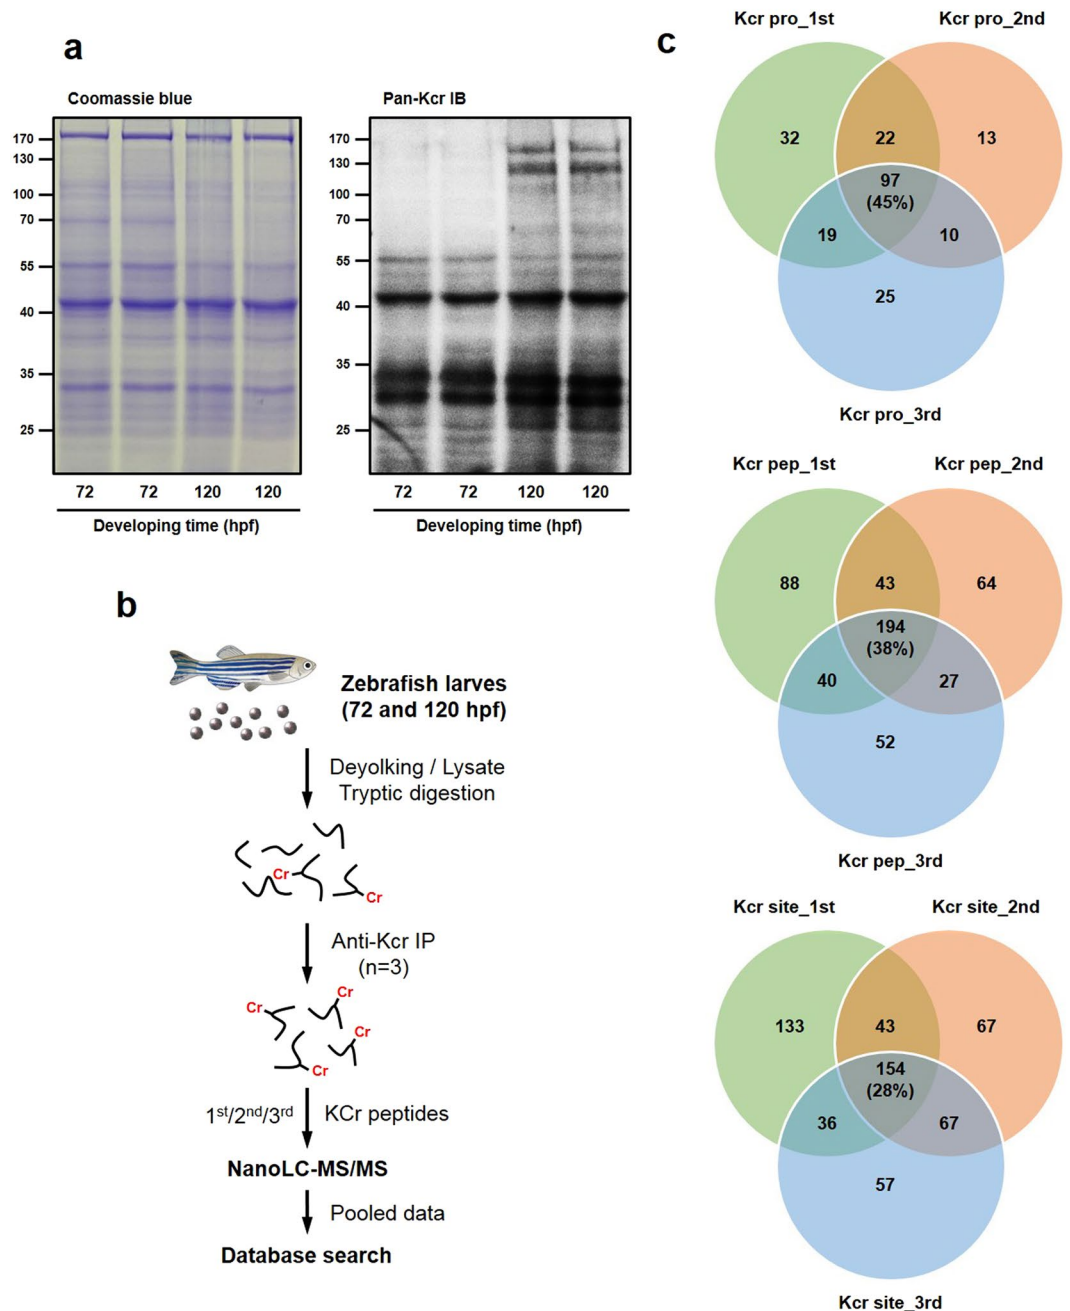 a
Coomassie blue
170
130
100
70
55
40
35
25
72 72 120 120
Developing time (hpf)
Pan-Kcr IB
170
130
100
70
55
40
35
25
72 72 120 120
Developing time (hpf)
b
Zebrafish larves
(72 and 120 hpf)
Deyolking / Lysate
Tryptic digestion
Cr
Cr
Anti-Kcr IP
(n=3)
Cr
Cr
Cr
Cr
1st/2nd/3rd KCr peptides
NanoLC-MS/MS
Pooled data
Database search
c
Kcr pro_1st Kcr pro_2nd
32 22 13
97
(45%)
19 10
25
Kcr pro_3rd
Kcr pep_1st Kcr pep_2nd
88 43 64
194
(38%)
40 27
52
Kcr pep_3rd
Kcr site_1st Kcr site_2nd
133 43 67
154
(28%)
36 67
57
Kcr site_3rd